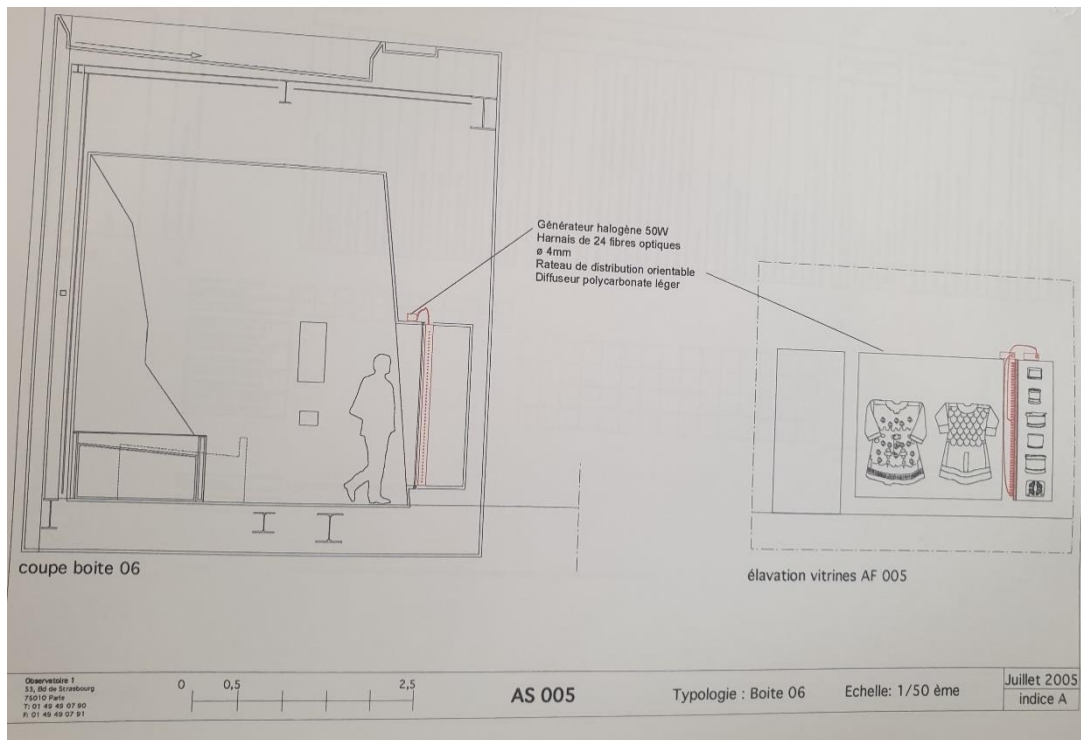 Générateur halogène 50W
Harnais de 24 fibres optiques
ø 4mm
Rateau de distribution orientable
Diffuseur polycarbonate léger
coupe boite 06
élavation vitrines AF 005
Observatoire 1
53, Bd de Strasbourg
75010 Paris
T: 01 49 49 07 90
F: 01 49 49 07 91
0 0,5 2,5
AS 005
Typologie : Boite 06
Echelle: 1/50 ème
Juillet 2005
indice A